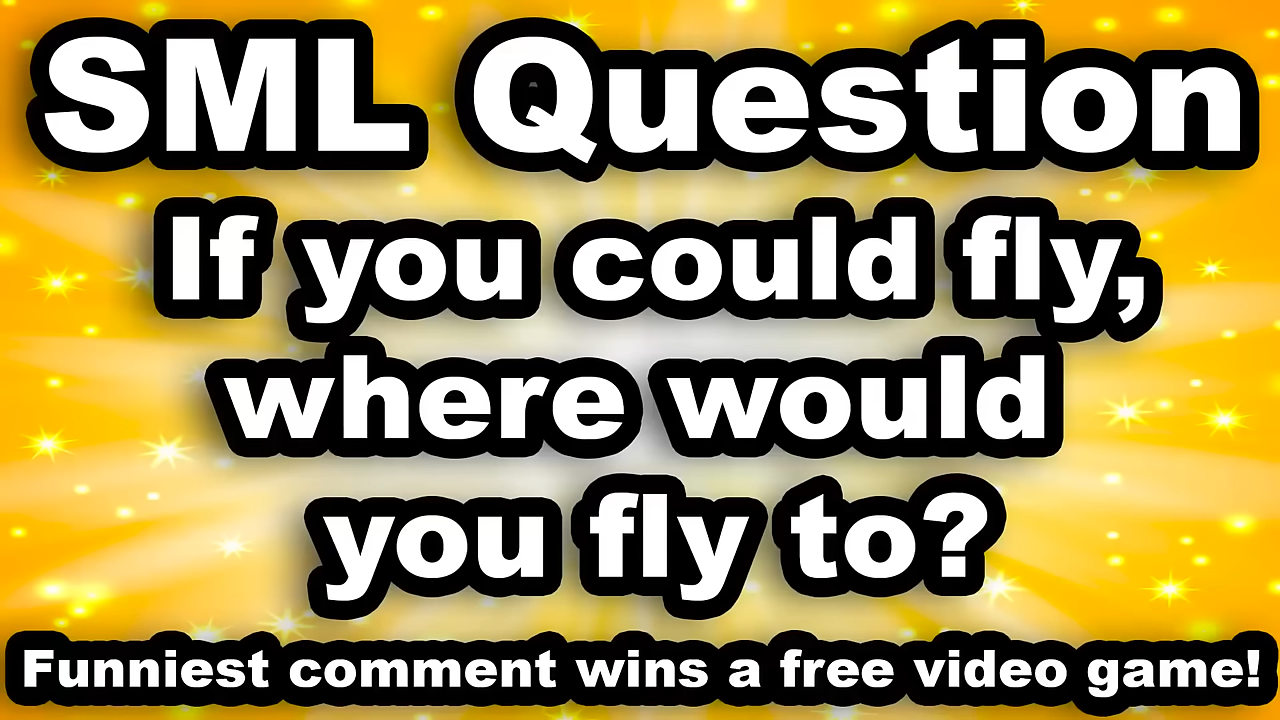 SML Question
If you could fly,
where would
you fly to?
Funniest comment wins a free video game!